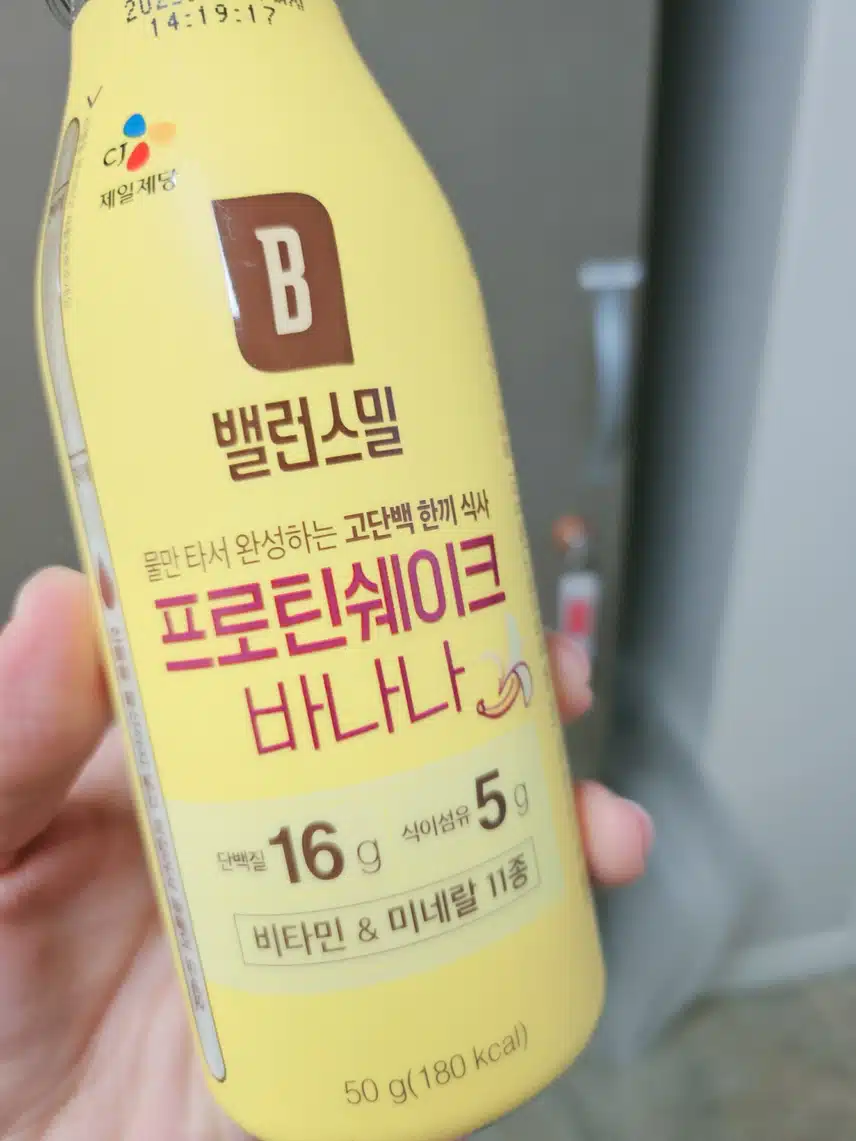 14:19:17
CJ
제일제당
B
밸런스밀
물만 타서 완성하는 고단백 한끼 식사
프로틴쉐이크
바나나
단백질 16 g 식이섬유 5 g
비타민 & 미네랄 11종
50 g(180 kcal)